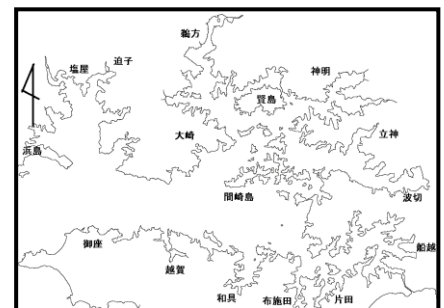 鵜方
迫子
塩屋
神明
賢島
大崎
立神
浜島
間崎島
波切
御座
船越
越賀
和具
布施田
片田